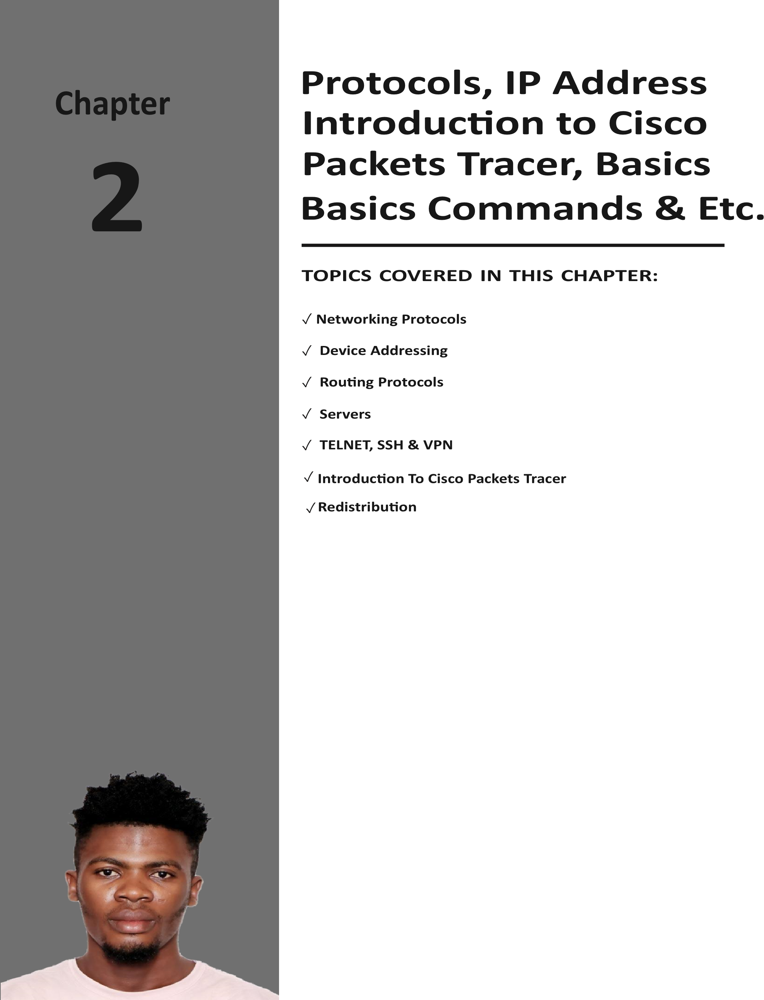 Chapter
2
Protocols, IP Address
Introduction to Cisco
Packets Tracer, Basics
Basics Commands & Etc.
TOPICS COVERED IN THIS CHAPTER:
✓ Networking Protocols
✓ Device Addressing
✓ Routing Protocols
✓ Servers
✓ TELNET, SSH & VPN
✓ Introduction To Cisco Packets Tracer
✓ Redistribution